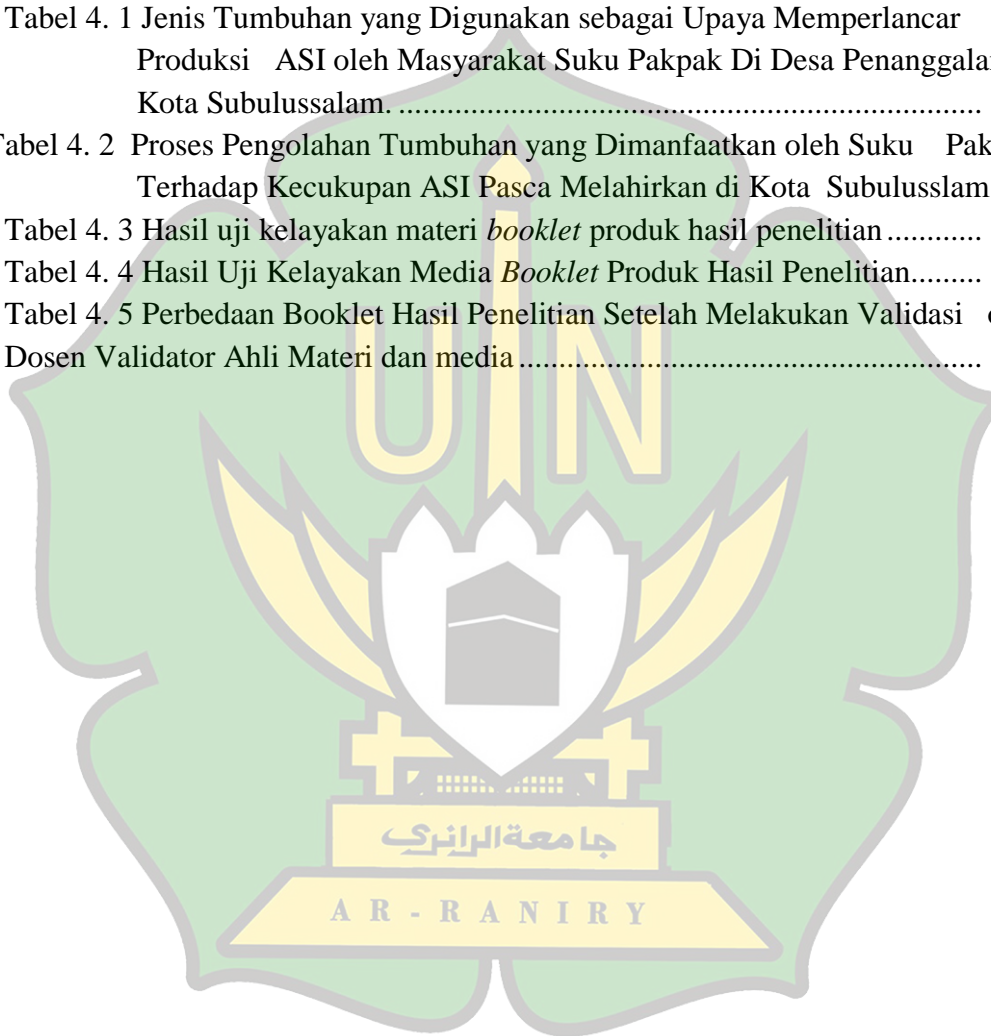 Tabel 4. 1 Jenis Tumbuhan yang Digunakan sebagai Upaya Memperlancar
Produksi ASI oleh Masyarakat Suku Pakpak Di Desa
Kota Subulussalam. ..........................................................................
Tabel 4. 2 Proses Pengolahan Tumbuhan yang Dimanfaatkan oleh Suku
Terhadap Kecukupan ASI Pasca Melahirkan di Kota Subulusslam
Tabel 4. 3 Hasil uji kelayakan materi booklet produk hasil penelitian ............
Tabel 4. 4 Hasil Uji Kelayakan Media Booklet Produk Hasil Penelitian.........
Tabel 4. 5 Perbedaan Booklet Hasil Penelitian Setelah Melakukan Validasi
Dosen Validator Ahli Materi dan media ..........................................................
UIN
جامعةالرانري
AR-RANIRY